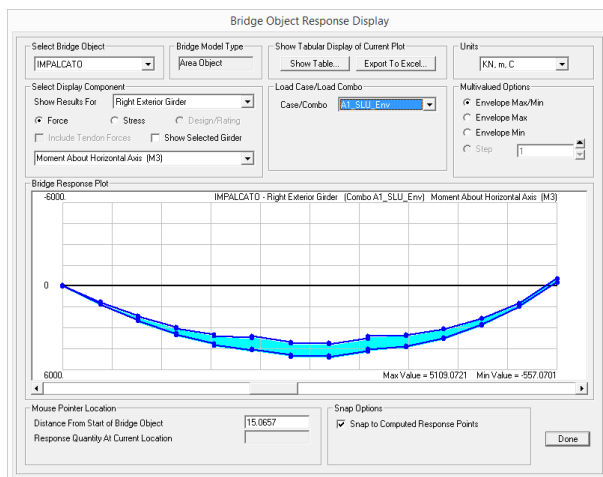 Bridge Object Response Display
Select Bridge Object
IMPALCATO
Bridge Model Type
Area Object
Show Tabular Display of Current Plot
Show Table...
Export To Excel...
Units
KN, m, C
Select Display Component
Show Results For
Right Exterior Girder
Force
Stress
Design/Rating
Include Tendon Forces
Show Selected Girder
Moment About Horizontal Axis (M3)
Load Case/Load Combo
Case/Combo
A1_SLU_Env
Multivalued Options
Envelope Max/Min
Envelope Max
Envelope Min
Step
1
Bridge Response Plot
-6000.
IMPALCATO - Right Exterior Girder (Combo A1_SLU_Env) Moment About Horizontal Axis (M3)
0
6000.
Max Value = 5109.0721 Min Value = -557.0701
Mouse Pointer Location
Distance From Start of Bridge Object
15.0657
Response Quantity At Current Location
Snap Options
Snap to Computed Response Points
Done